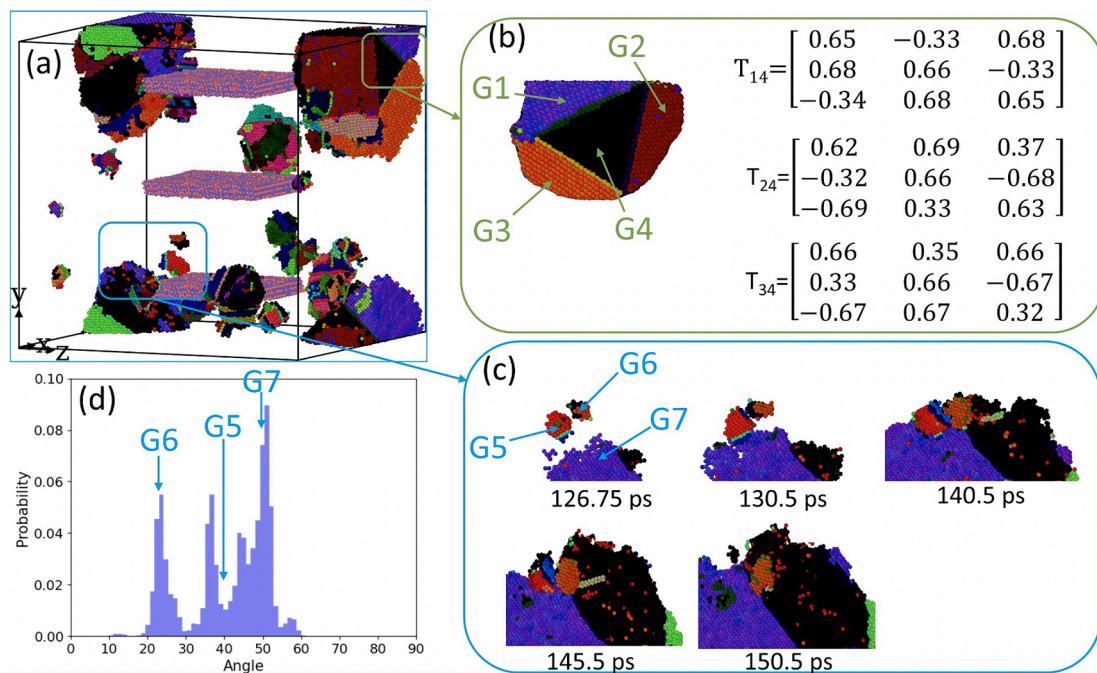 (a)
y
x
z
(b)
G1
G2
G3
G4
T₁₄= [ 0.65 −0.33 0.68
0.68 0.66 −0.33
−0.34 0.68 0.65 ]
T₂₄= [ 0.62 0.69 0.37
−0.32 0.66 −0.68
−0.69 0.33 0.63 ]
T₃₄= [ 0.66 0.35 0.66
0.33 0.66 −0.67
−0.67 0.67 0.32 ]
(c)
G6
G5
G7
126.75 ps
130.5 ps
140.5 ps
145.5 ps
150.5 ps
(d)
G7
G6
G5
Probability
0.10
0.08
0.06
0.04
0.02
0.00
0 10 20 30 40 50 60 70 80 90
Angle